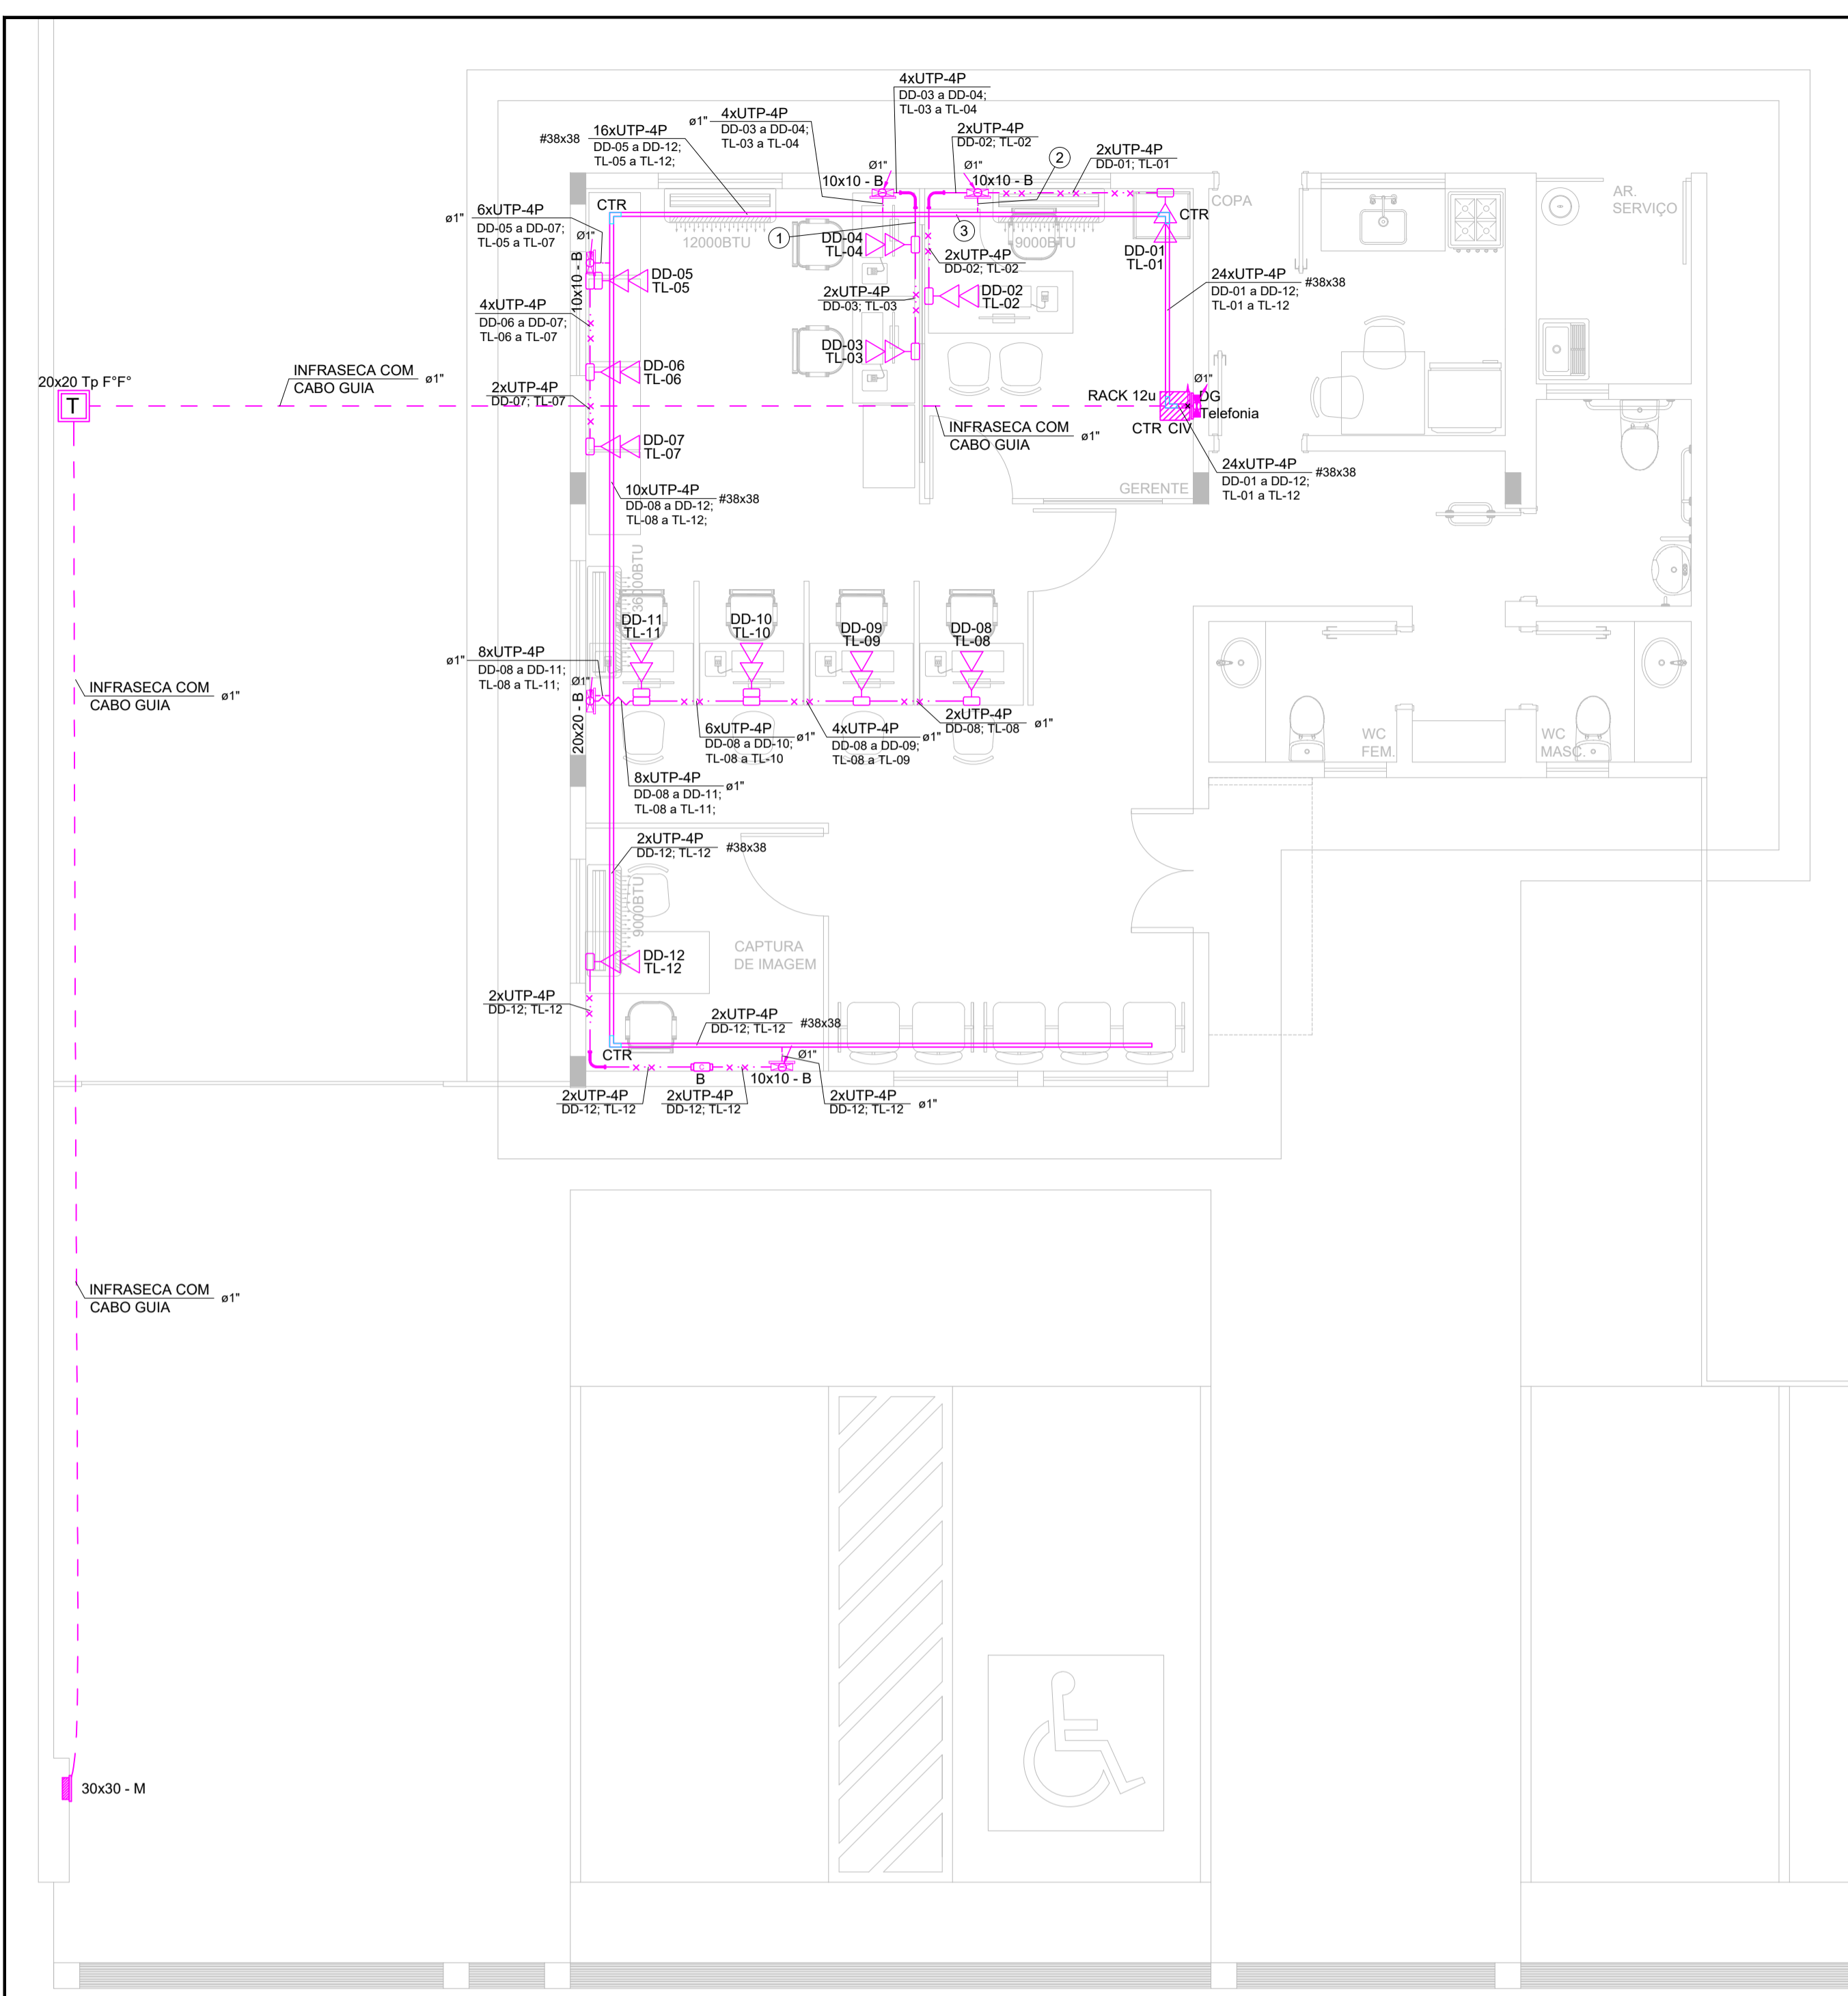 4xUTP-4P
DD-03 a DD-04;
TL-03 a TL-04
ø1"
4xUTP-4P
DD-03 a DD-04;
TL-03 a TL-04
#38x38
16xUTP-4P
DD-05 a DD-12;
TL-05 a TL-12;
2xUTP-4P
DD-02; TL-02
2
2xUTP-4P
DD-01; TL-01
Ø1"
10x10 - B
Ø1"
10x10 - B
COPA
AR.
SERVIÇO
CTR
CTR
ø1"
6xUTP-4P
DD-05 a DD-07;
TL-05 a TL-07
Ø1"
10x10 - B
12000BTU
1
DD-04
TL-04
3
9000BTU
DD-01
TL-01
2xUTP-4P
DD-02; TL-02
DD-05
TL-05
24xUTP-4P
#38x38
DD-01 a DD-12;
TL-01 a TL-12
2xUTP-4P
DD-03; TL-03
DD-02
TL-02
4xUTP-4P
DD-06 a DD-07;
TL-06 a TL-07
DD-03
TL-03
DD-06
TL-06
INFRASECA COM
CABO GUIA
ø1"
20x20 Tp F°F°
T
2xUTP-4P
DD-07; TL-07
RACK 12u
Ø1"
DG
Telefonia
CTR CIV
INFRASECA COM
CABO GUIA
ø1"
DD-07
TL-07
24xUTP-4P
#38x38
DD-01 a DD-12;
TL-01 a TL-12
GERENTE
10xUTP-4P
#38x38
DD-08 a DD-12;
TL-08 a TL-12;
36000BTU
DD-11
TL-11
DD-10
TL-10
DD-09
TL-09
DD-08
TL-08
ø1"
8xUTP-4P
DD-08 a DD-11;
TL-08 a TL-11;
Ø1"
20x20 - B
INFRASECA COM
CABO GUIA
ø1"
6xUTP-4P
ø1"
DD-08 a DD-10;
TL-08 a TL-10
4xUTP-4P
ø1"
DD-08 a DD-09;
TL-08 a TL-09
2xUTP-4P
DD-08; TL-08
ø1"
WC
FEM.
WC
MASC.
8xUTP-4P
ø1"
DD-08 a DD-11;
TL-08 a TL-11;
2xUTP-4P
DD-12; TL-12
#38x38
9000BTU
CAPTURA
DE IMAGEM
DD-12
TL-12
2xUTP-4P
DD-12; TL-12
2xUTP-4P
DD-12; TL-12
#38x38
CTR
Ø1"
C
B
10x10 - B
2xUTP-4P
DD-12; TL-12
2xUTP-4P
DD-12; TL-12
2xUTP-4P
DD-12; TL-12
ø1"
INFRASECA COM
CABO GUIA
ø1"
30x30 - M